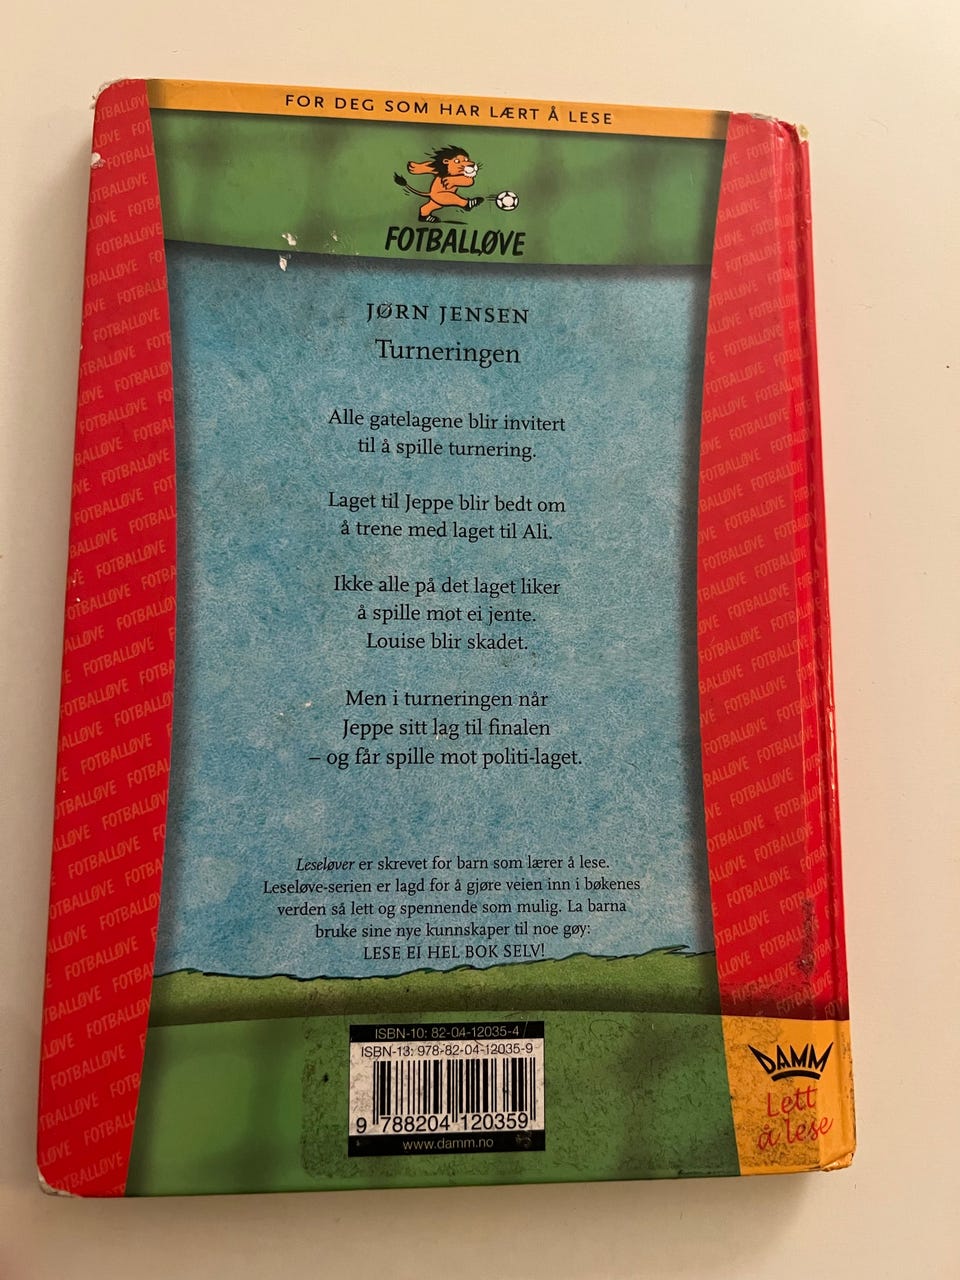 FOR DEG SOM HAR LÆRT Å LESE
FOTBALLØVE
JØRN JENSEN
Turneringen
Alle gatelagene blir invitert
til å spille turnering.
Laget til Jeppe blir bedt om
å trene med laget til Ali.
Ikke alle på det laget liker
å spille mot ei jente.
Louise blir skadet.
Men i turneringen når
Jeppe sitt lag til finalen
– og får spille mot politi-laget.
Leseløver er skrevet for barn som lærer å lese.
Leseløve-serien er lagd for å gjøre veien inn i bøkenes
verden så lett og spennende som mulig. La barna
bruke sine nye kunnskaper til noe gøy:
LESE EI HEL BOK SELV!
ISBN-10: 82-04-12035-4
ISBN-13: 978-82-04-12035-9
9 788204 120359
www.damm.no
DAMM
Lett
å lese